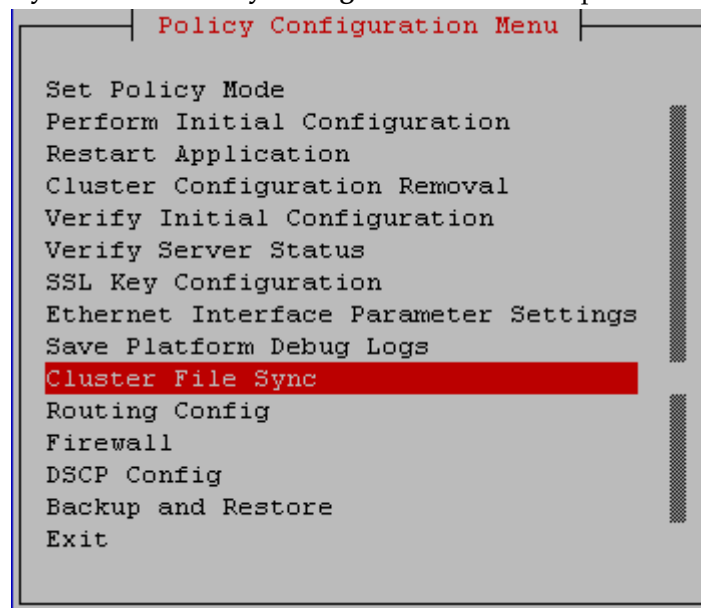 Policy Configuration Menu
Set Policy Mode
Perform Initial Configuration
Restart Application
Cluster Configuration Removal
Verify Initial Configuration
Verify Server Status
SSL Key Configuration
Ethernet Interface Parameter Settings
Save Platform Debug Logs
Cluster File Sync
Routing Config
Firewall
DSCP Config
Backup and Restore
Exit